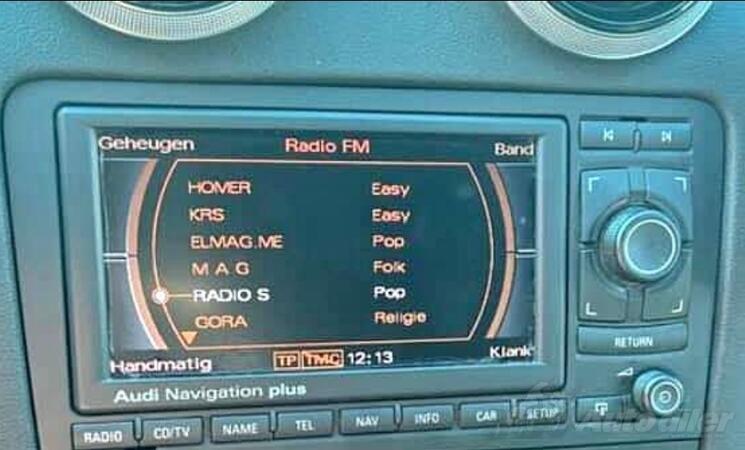 Geheugen Radio FM Band
HOMER Easy
KRS Easy
ELMAG.ME Pop
M A G Folk
RADIO S Pop
GORA Religie
Handmatig TP TMC 12:13 Klank
RETURN
Audi Navigation plus
RADIO CD/TV NAME TEL NAV INFO CAR SETUP
Autodiler